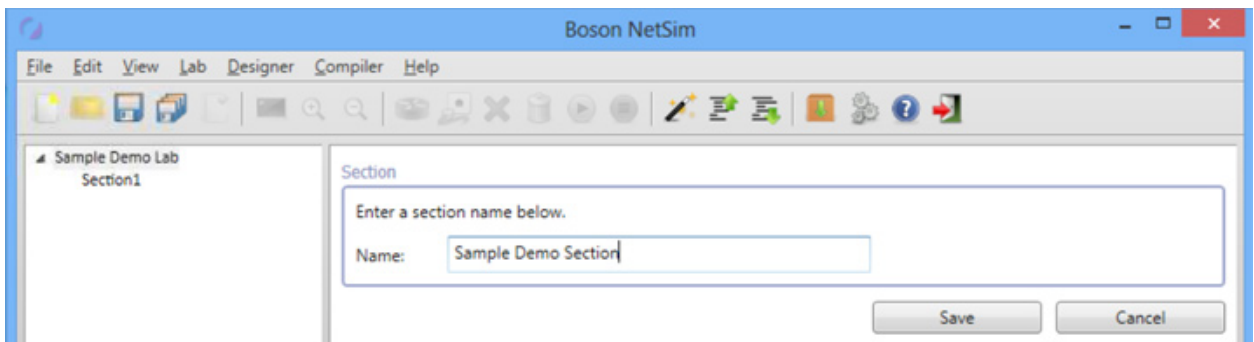 Boson NetSim
File Edit View Lab Designer Compiler Help
Sample Demo Lab
Section1
Section
Enter a section name below.
Name: Sample Demo Section
Save Cancel